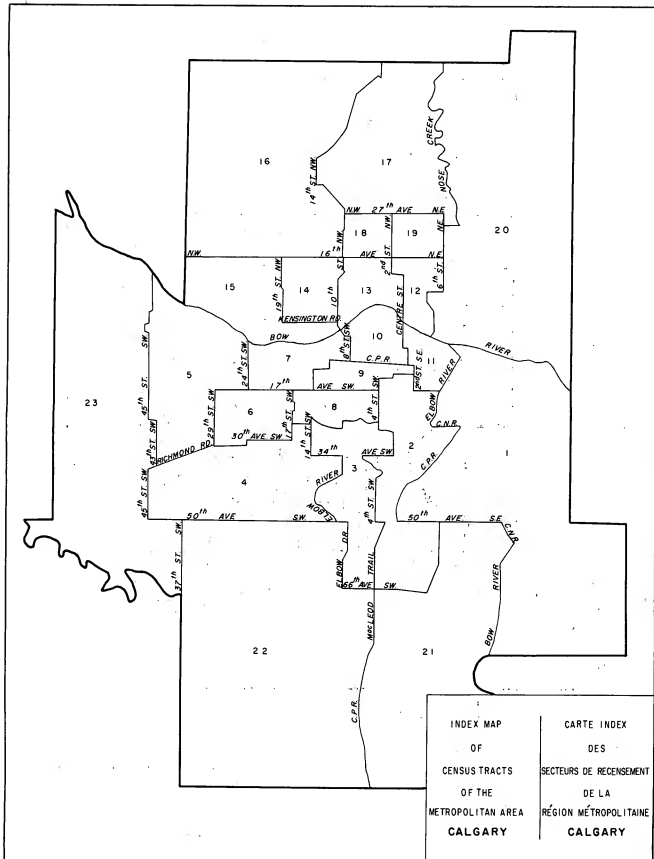 16
17
CREEK
NOSE
14th ST. NW.
20
N.W. 27th AVE N.E.
18
NW.
19
N.E.
NW.
16th AVE N.E.
ST. NW
2nd ST.
6th ST.
15
19th ST. NW
14
10th
13
12
CENTRE ST.
KENSINGTON RD.
BOW
RIVER
10
8th ST. SW.
C.P.R.
11
2nd ST. S.E.
ELBOW RIVER
5
24th ST. SW
7
9
17th AVE SW.
23
45th ST. SW
43rd ST. SW
29th ST. SW
6
17th ST. SW
8
4th ST. SW
C.N.R.
30th AVE SW.
14th ST. SW
34th AVE SW.
2
RICHMOND RD.
C.P.R.
1
45th ST. SW
4
RIVER
ELBOW
3
4th ST. SW
50th AVE SW.
50th AVE S.E.
C.N.R.
37th ST. SW
ELBOW DR.
TRAIL
66th AVE SW.
MACLEOD
BOW RIVER
22
21
C.P.R.
INDEX MAP
OF
CENSUS TRACTS
OF THE
METROPOLITAN AREA
CALGARY
CARTE INDEX
DES
SECTEURS DE RECENSEMENT
DE LA
RÉGION MÉTROPOLITAINE
CALGARY